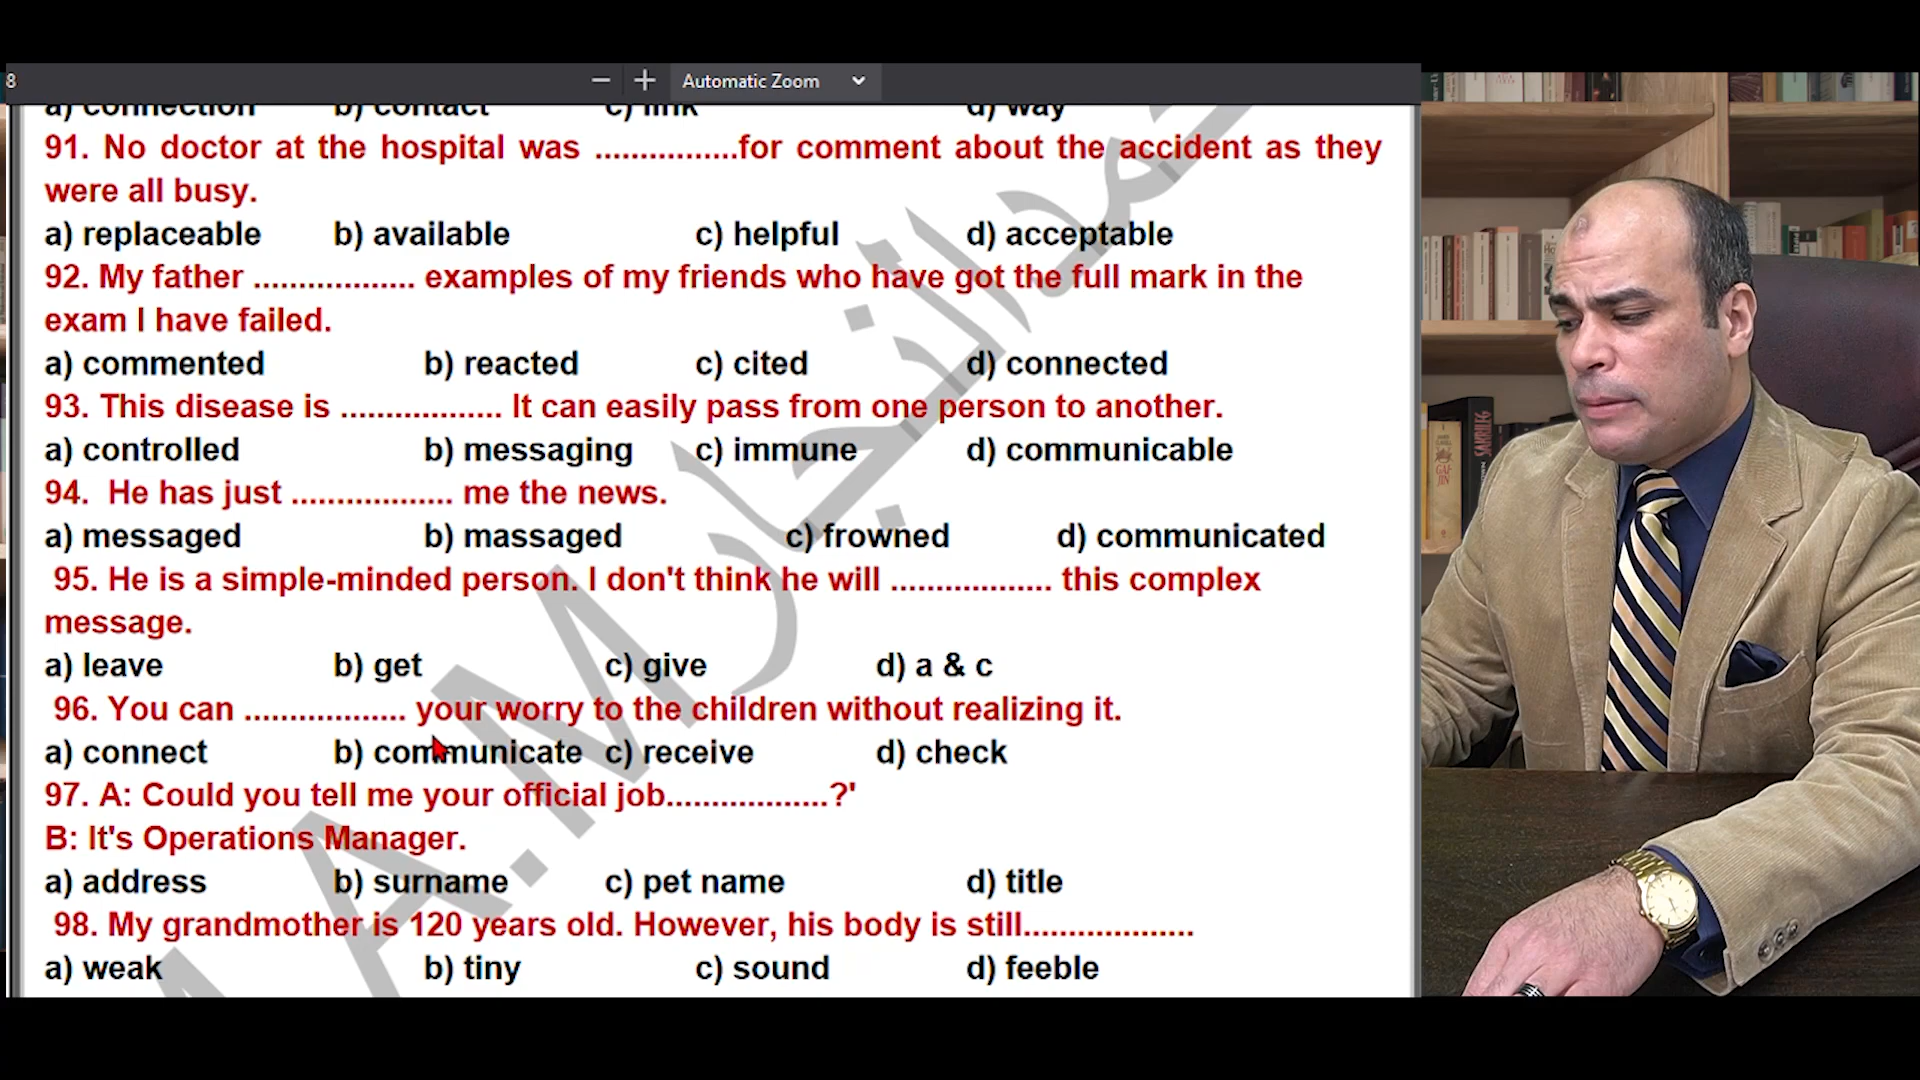 8
Automatic Zoom
a) connection b) contact c) link d) way
91. No doctor at the hospital was ................for comment about the accident as they
were all busy.
a) replaceable b) available c) helpful d) acceptable
92. My father .................. examples of my friends who have got the full mark in the
exam I have failed.
a) commented b) reacted c) cited d) connected
93. This disease is .................. It can easily pass from one person to another.
a) controlled b) messaging c) immune d) communicable
94. He has just .................. me the news.
a) messaged b) massaged c) frowned d) communicated
95. He is a simple-minded person. I don't think he will .................. this complex
message.
a) leave b) get c) give d) a & c
96. You can .................. your worry to the children without realizing it.
a) connect b) communicate c) receive d) check
97. A: Could you tell me your official job..................?'
B: It's Operations Manager.
a) address b) surname c) pet name d) title
98. My grandmother is 120 years old. However, his body is still...................
a) weak b) tiny c) sound d) feeble